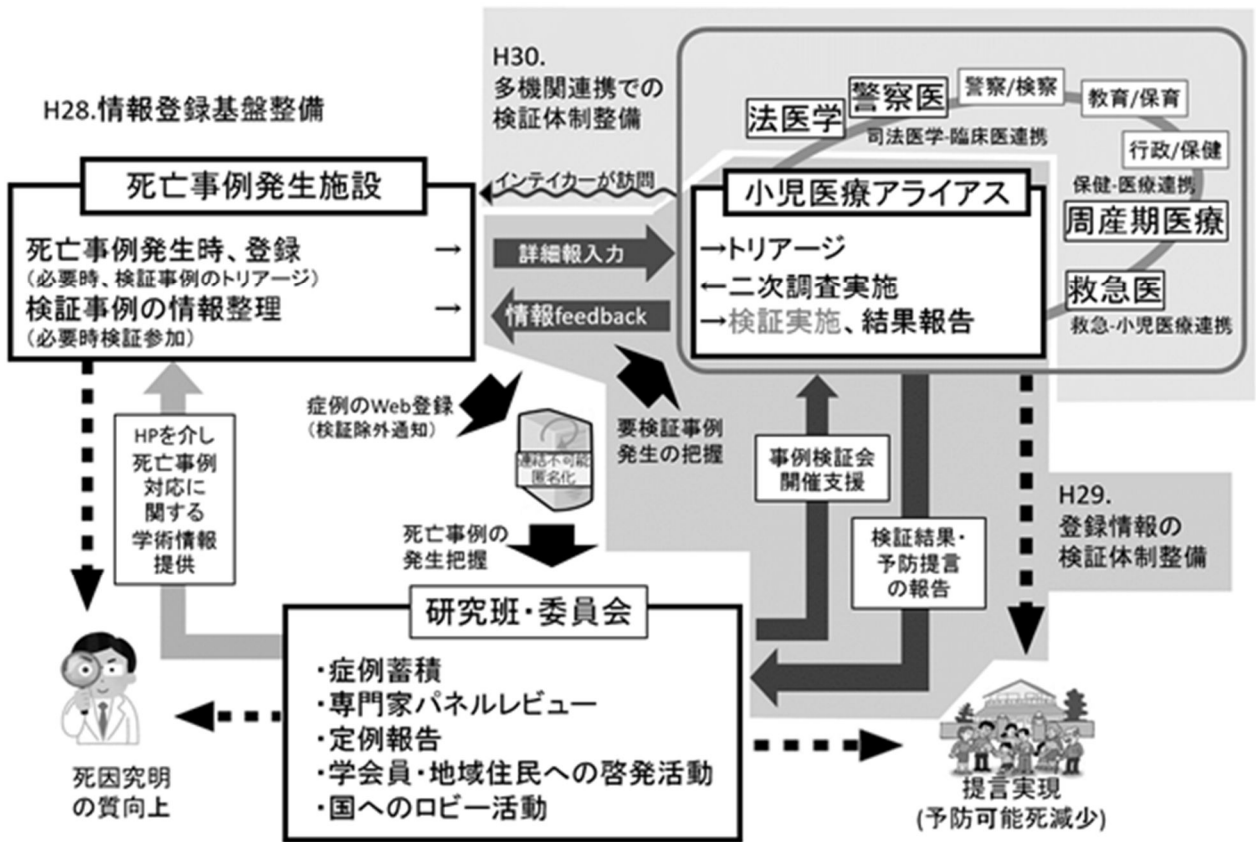 H28.情報登録基盤整備
死亡事例発生施設
死亡事例発生時、登録 →
(必要時、検証事例のトリアージ)
検証事例の情報整理 →
(必要時検証参加)
H30.
多機関連携での
検証体制整備
インテイカーが訪問
詳細報入力
情報feedback
小児医療アライアス
→トリアージ
←二次調査実施
→検証実施、結果報告
法医学
警察医
警察/検察
教育/保育
行政/保健
司法医学-臨床医連携
保健-医療連携
周産期医療
救急医
救急-小児医療連携
HPを介し
死亡事例
対応に
関する
学術情報
提供
症例のWeb登録
(検証除外通知)
連結不可能
匿名化
要検証事例
発生の把握
死亡事例の
発生把握
事例検証会
開催支援
検証結果・
予防提言
の報告
H29.
登録情報の
検証体制整備
研究班・委員会
・症例蓄積
・専門家パネルレビュー
・定例報告
・学会員・地域住民への啓発活動
・国へのロビー活動
死因究明
の質向上
提言実現
(予防可能死減少)